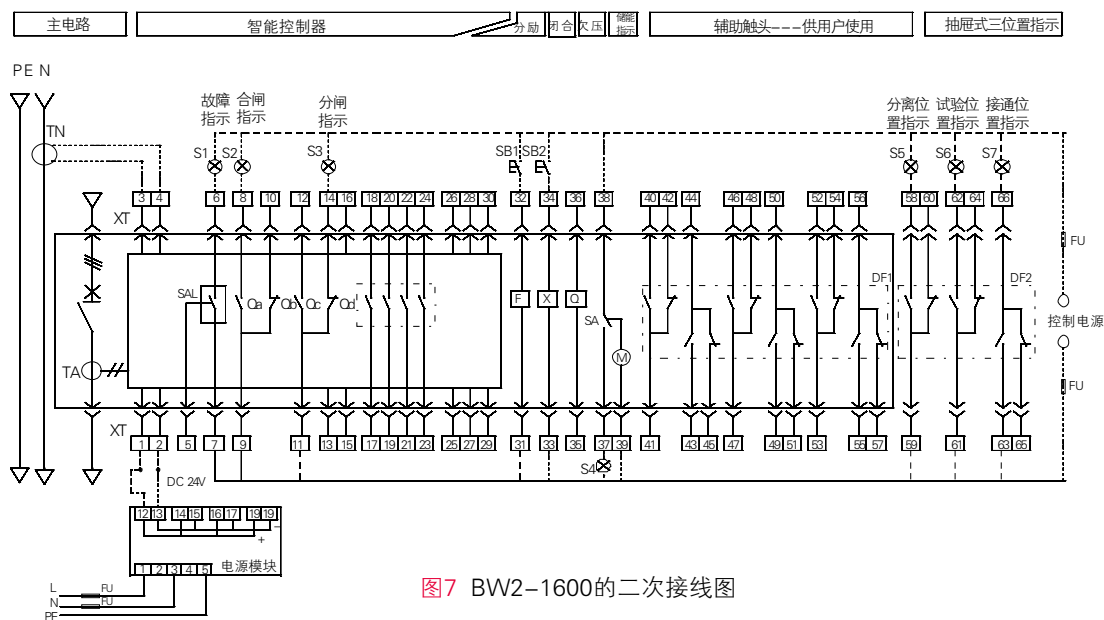 主电路 智能控制器 分励 闭合 欠压 储能指示 辅助触头---供用户使用 抽屉式三位置指示
PE N
故障指示 合闸指示 分闸指示 分离位置指示 试验位置指示 接通位置指示
TN
S1 S2 S3 SB1 SB2 S5 S6 S7
3 4 6 8 10 12 14 16 18 20 22 24 26 28 30 32 34 36 38 40 42 44 46 48 50 52 54 56 58 60 62 64 66
XT
FU
DF1 DF2
SAL Qa Qb Qc Qd F X Q
SA
控制电源
M
TA
FU
XT
1 2 5 7 9 11 13 15 17 19 21 23 25 27 29 31 33 35 37 39 41 43 45 47 49 51 53 55 57 59 61 63 65
S4
DC 24V
12 13 14 15 16 17 19 19
－
+
电源模块
1 2 3 4 5
L FU
N FU
PE
图7 BW2-1600的二次接线图